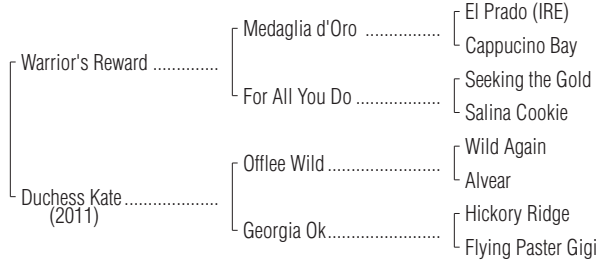 El Prado (IRE)
Medaglia d'Oro ................
Cappucino Bay
Warrior's Reward ..............
Seeking the Gold
For All You Do ..................
Salina Cookie
Wild Again
Offlee Wild ........................
Alvear
Duchess Kate ...................
(2011)
Hickory Ridge
Georgia Ok........................
Flying Paster Gigi